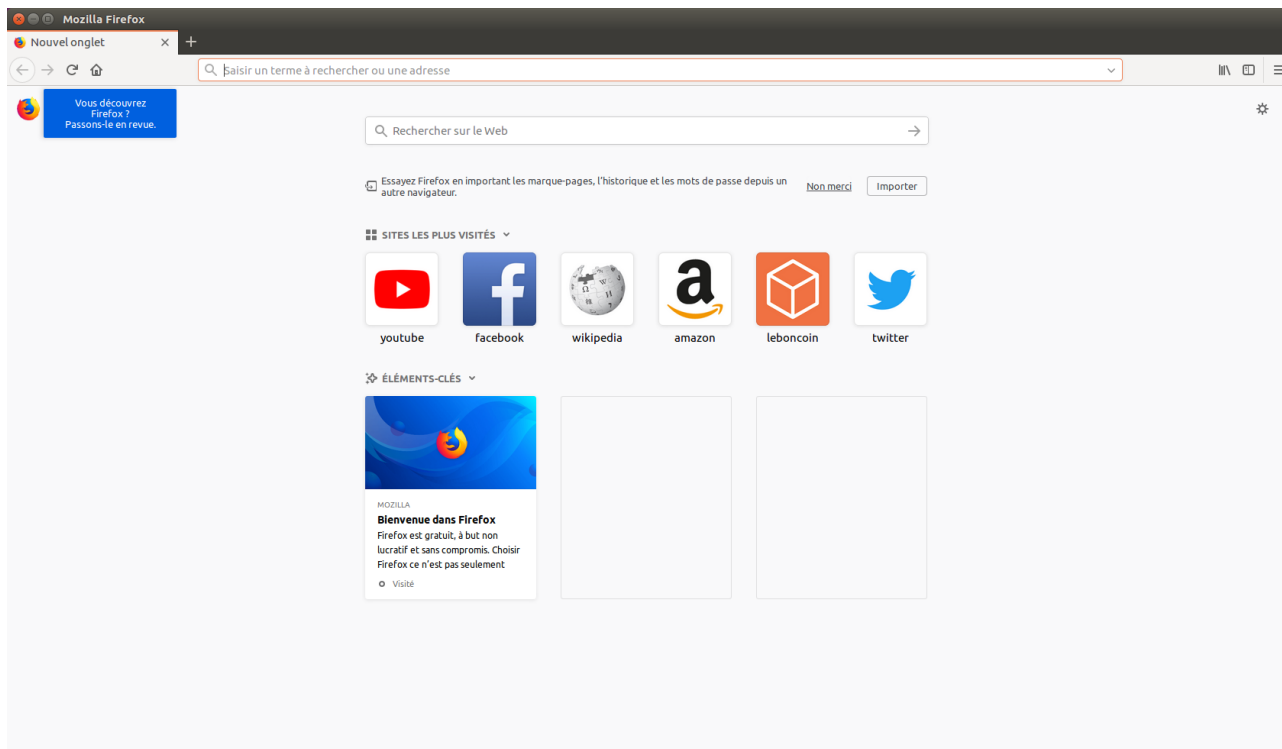 Mozilla Firefox
Nouvel onglet
Saisir un terme à rechercher ou une adresse
Vous découvrez
Firefox ?
Passons-le en revue.
Rechercher sur le Web
Essayez Firefox en important les marque-pages, l'historique et les mots de passe depuis un
autre navigateur.
Non merci
Importer
SITES LES PLUS VISITÉS
youtube
facebook
wikipedia
amazon
leboncoin
twitter
ÉLÉMENTS-CLÉS
MOZILLA
Bienvenue dans Firefox
Firefox est gratuit, à but non
lucratif et sans compromis. Choisir
Firefox ce n'est pas seulement
Visité